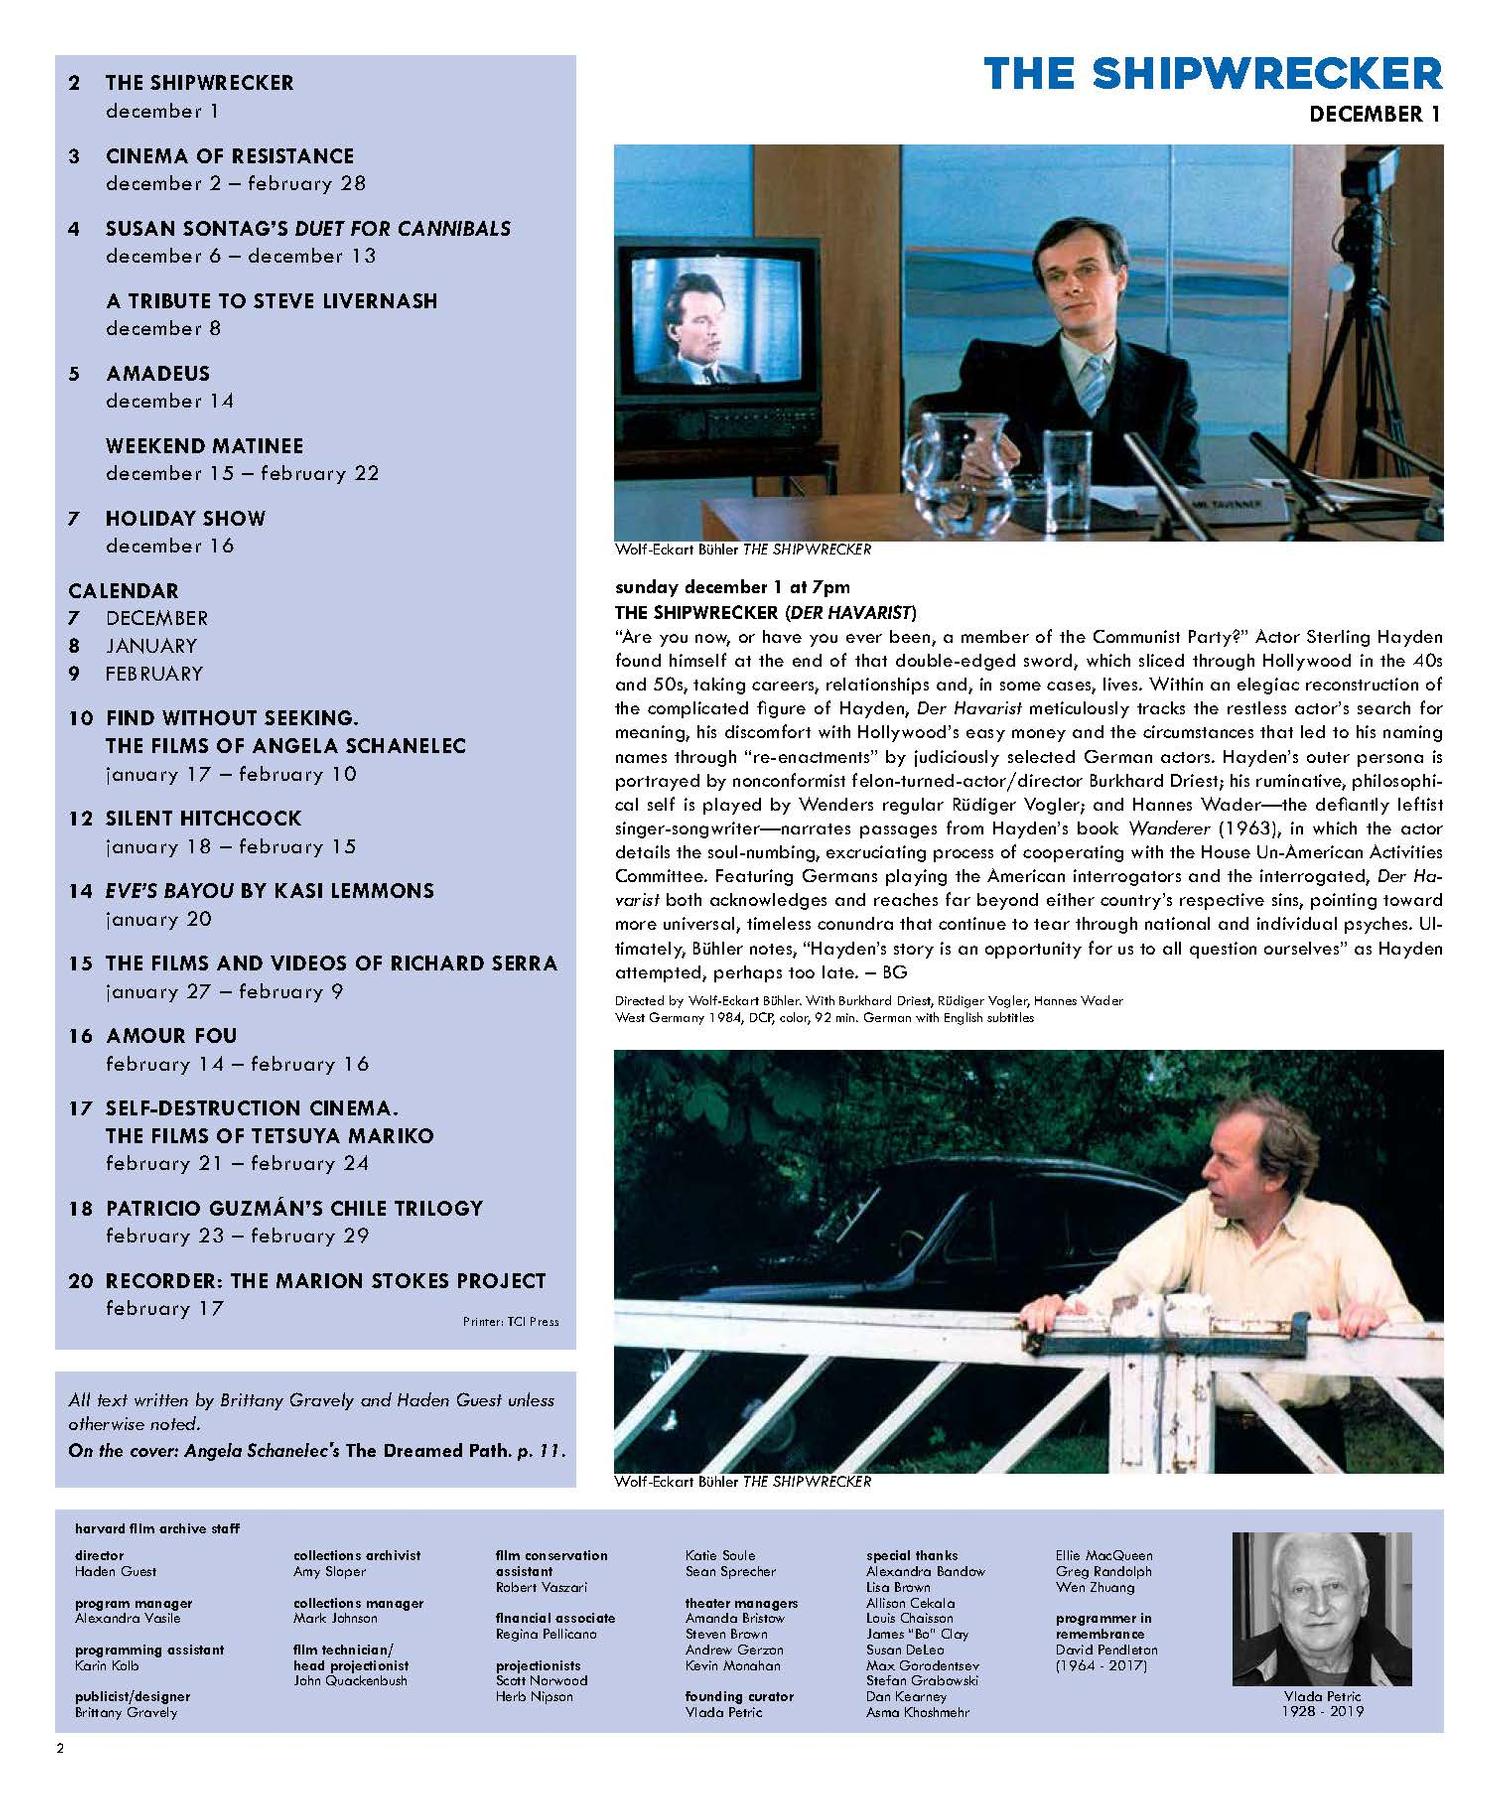 2 THE SHIPWRECKER
december 1
3 CINEMA OF RESISTANCE
december 2 – february 28
4 SUSAN SONTAG'S DUET FOR CANNIBALS
december 6 – december 13
A TRIBUTE TO STEVE LIVERNASH
december 8
5 AMADEUS
december 14
WEEKEND MATINEE
december 15 – february 22
7 HOLIDAY SHOW
december 16
CALENDAR
7 DECEMBER
8 JANUARY
9 FEBRUARY
10 FIND WITHOUT SEEKING.
THE FILMS OF ANGELA SCHANELEC
january 17 – february 10
12 SILENT HITCHCOCK
january 18 – february 15
14 EVE'S BAYOU BY KASI LEMMONS
january 20
15 THE FILMS AND VIDEOS OF RICHARD SERRA
january 27 – february 9
16 AMOUR FOU
february 14 – february 16
17 SELF-DESTRUCTION CINEMA.
THE FILMS OF TETSUYA MARIKO
february 21 – february 24
18 PATRICIO GUZMÁN'S CHILE TRILOGY
february 23 – february 29
20 RECORDER: THE MARION STOKES PROJECT
february 17
Printer: TCI Press
All text written by Brittany Gravely and Haden Guest unless
otherwise noted.
On the cover: Angela Schanelec's The Dreamed Path. p. 11.
THE SHIPWRECKER
DECEMBER 1
MR. TAVENNER
Wolf-Eckart Bühler THE SHIPWRECKER
sunday december 1 at 7pm
THE SHIPWRECKER (DER HAVARIST)
“Are you now, or have you ever been, a member of the Communist Party?” Actor Sterling Hayden
found himself at the end of that double-edged sword, which sliced through Hollywood in the 40s
and 50s, taking careers, relationships and, in some cases, lives. Within an elegiac reconstruction of
the complicated figure of Hayden, Der Havarist meticulously tracks the restless actor's search for
meaning, his discomfort with Hollywood's easy money and the circumstances that led to his naming
names through “re-enactments” by judiciously selected German actors. Hayden's outer persona is
portrayed by nonconformist felon-turned-actor/director Burkhard Driest; his ruminative, philosophi-
cal self is played by Wenders regular Rüdiger Vogler; and Hannes Wader—the defiantly leftist
singer-songwriter—narrates passages from Hayden's book Wanderer (1963), in which the actor
details the soul-numbing, excruciating process of cooperating with the House Un-American Activities
Committee. Featuring Germans playing the American interrogators and the interrogated, Der Ha-
varist both acknowledges and reaches far beyond either country's respective sins, pointing toward
more universal, timeless conundra that continue to tear through national and individual psyches. Ul-
timately, Bühler notes, “Hayden's story is an opportunity for us to all question ourselves” as Hayden
attempted, perhaps too late. – BG
Directed by Wolf-Eckart Bühler. With Burkhard Driest, Rüdiger Vogler, Hannes Wader
West Germany 1984, DCP, color, 92 min. German with English subtitles
Wolf-Eckart Bühler THE SHIPWRECKER
harvard film archive staff
director
Haden Guest
program manager
Alexandra Vasile
programming assistant
Karin Kolb
publicist/designer
Brittany Gravely
collections archivist
Amy Sloper
collections manager
Mark Johnson
film technician/
head projectionist
John Quackenbush
film conservation
assistant
Robert Vaszari
financial associate
Regina Pellicano
projectionists
Scott Norwood
Herb Nipson
Katie Soule
Sean Sprecher
theater managers
Amanda Bristow
Steven Brown
Andrew Gerzon
Kevin Monahan
founding curator
Vlada Petric
special thanks
Alexandra Bandow
Lisa Brown
Allison Cekala
Louis Chaisson
James “Bo” Clay
Susan DeLeo
Max Gorodentsev
Stefan Grabowski
Dan Kearney
Asma Khoshmehr
Ellie MacQueen
Greg Randolph
Wen Zhuang
programmer in
remembrance
David Pendleton
(1964 - 2017)
Vlada Petric
1928 - 2019
2